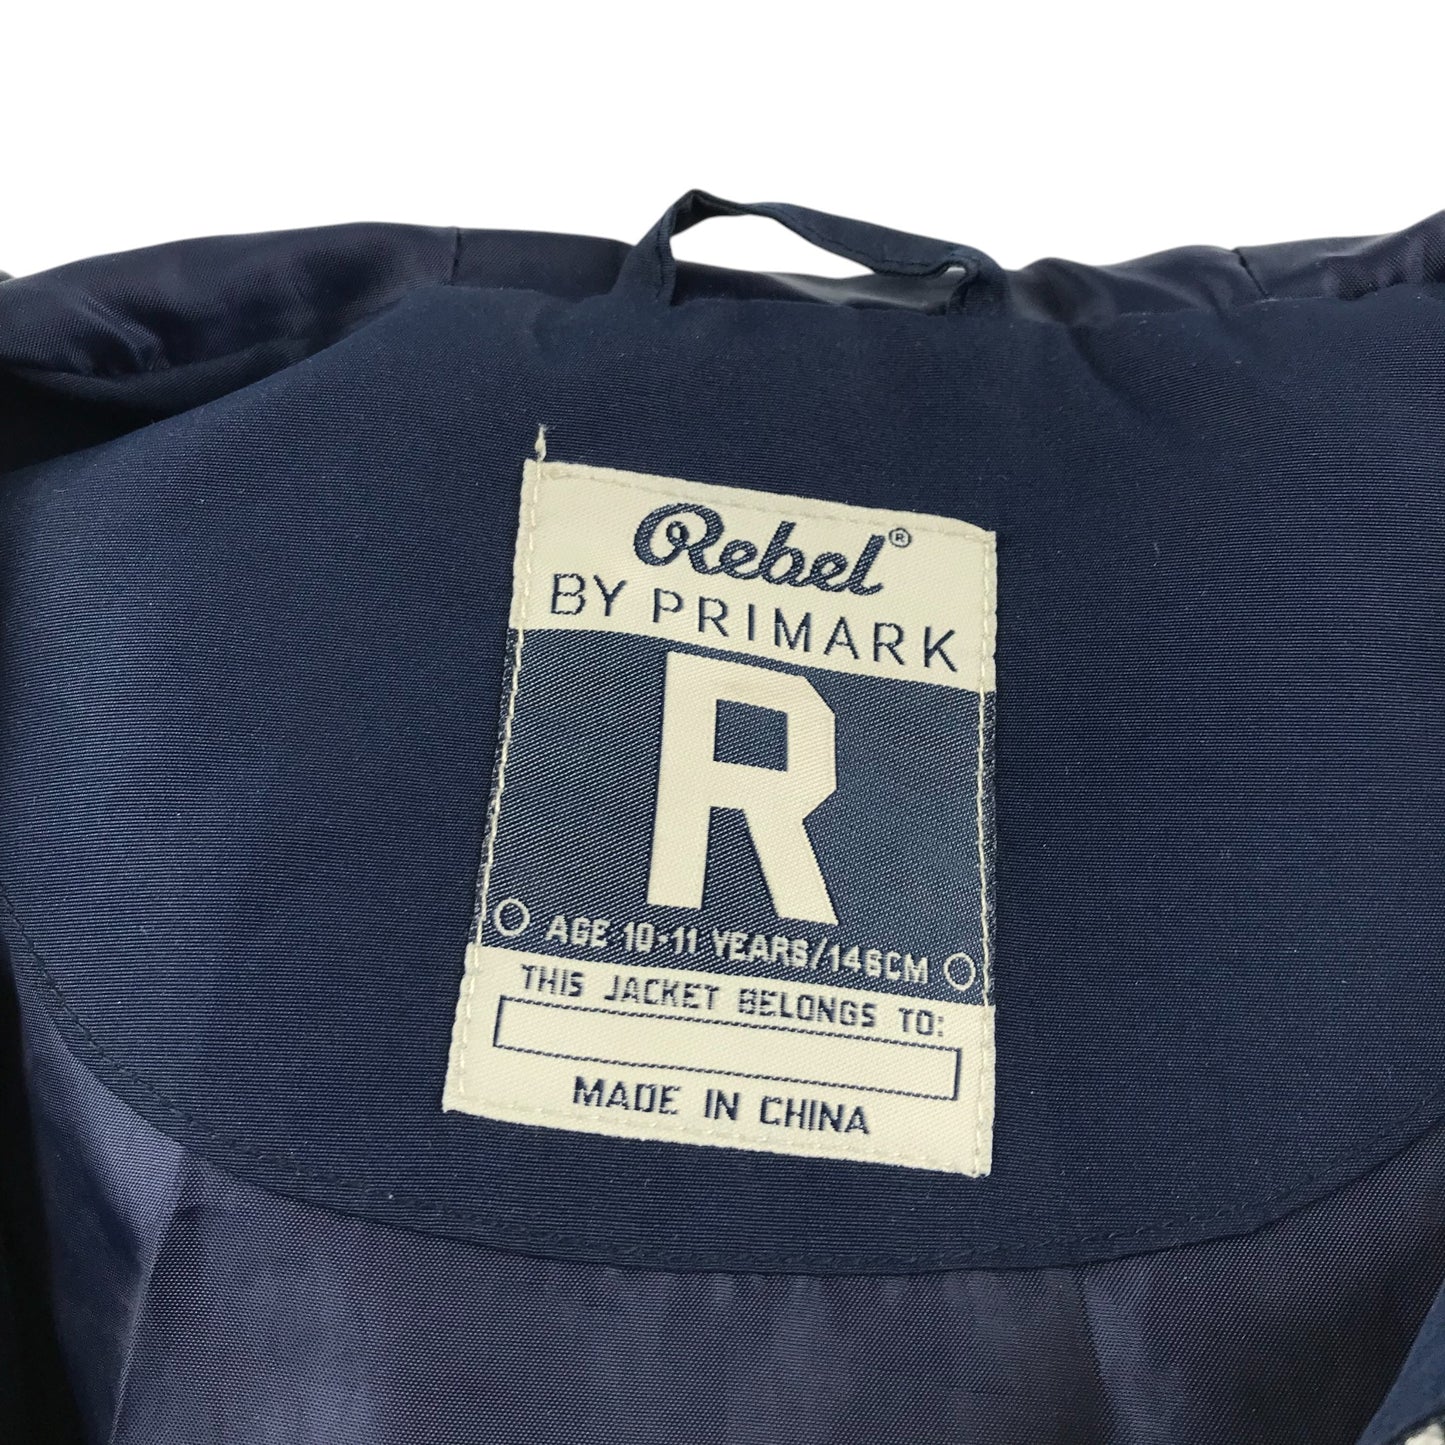 Rebel®
BY PRIMARK
R
AGE 10-11 YEARS/146CM
THIS JACKET BELONGS TO:
MADE IN CHINA